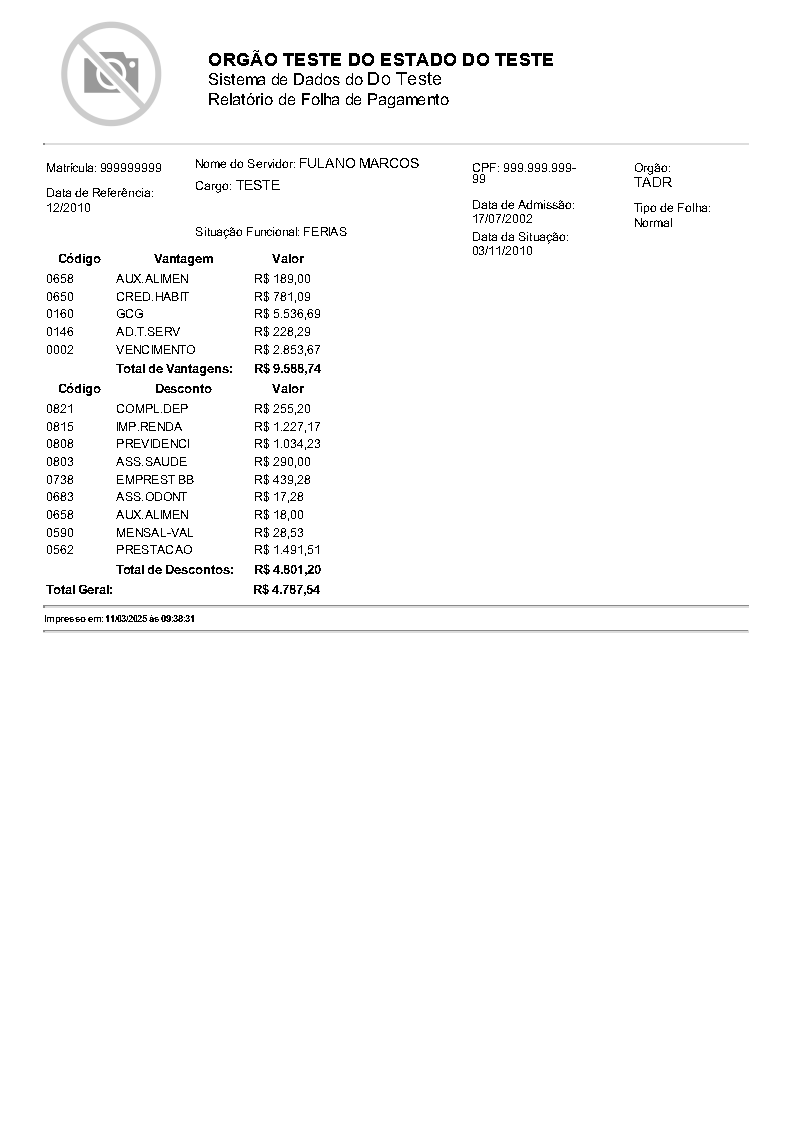 ORGÃO TESTE DO ESTADO DO TESTE
Sistema de Dados do Do Teste
Relatório de Folha de Pagamento
Matrícula: 999999999
Data de Referência:
12/2010
Nome do Servidor: FULANO MARCOS
Cargo: TESTE
Situação Funcional: FERIAS
CPF: 999.999.999-
99
Data de Admissão:
17/07/2002
Data da Situação:
03/11/2010
Orgão:
TADR
Tipo de Folha:
Normal
Código Vantagem Valor
0658 AUX.ALIMEN R$ 189,00
0650 CRED.HABIT R$ 781,09
0160 GCG R$ 5.536,69
0146 AD.T.SERV R$ 228,29
0002 VENCIMENTO R$ 2.853,67
Total de Vantagens: R$ 9.588,74
Código Desconto Valor
0821 COMPL.DEP R$ 255,20
0815 IMP.RENDA R$ 1.227,17
0808 PREVIDENCI R$ 1.034,23
0803 ASS.SAUDE R$ 290,00
0738 EMPREST BB R$ 439,28
0683 ASS.ODONT R$ 17,28
0658 AUX.ALIMEN R$ 18,00
0590 MENSAL-VAL R$ 28,53
0562 PRESTACAO R$ 1.491,51
Total de Descontos: R$ 4.801,20
Total Geral: R$ 4.787,54
Impresso em: 11/03/2025 às 09:38:31